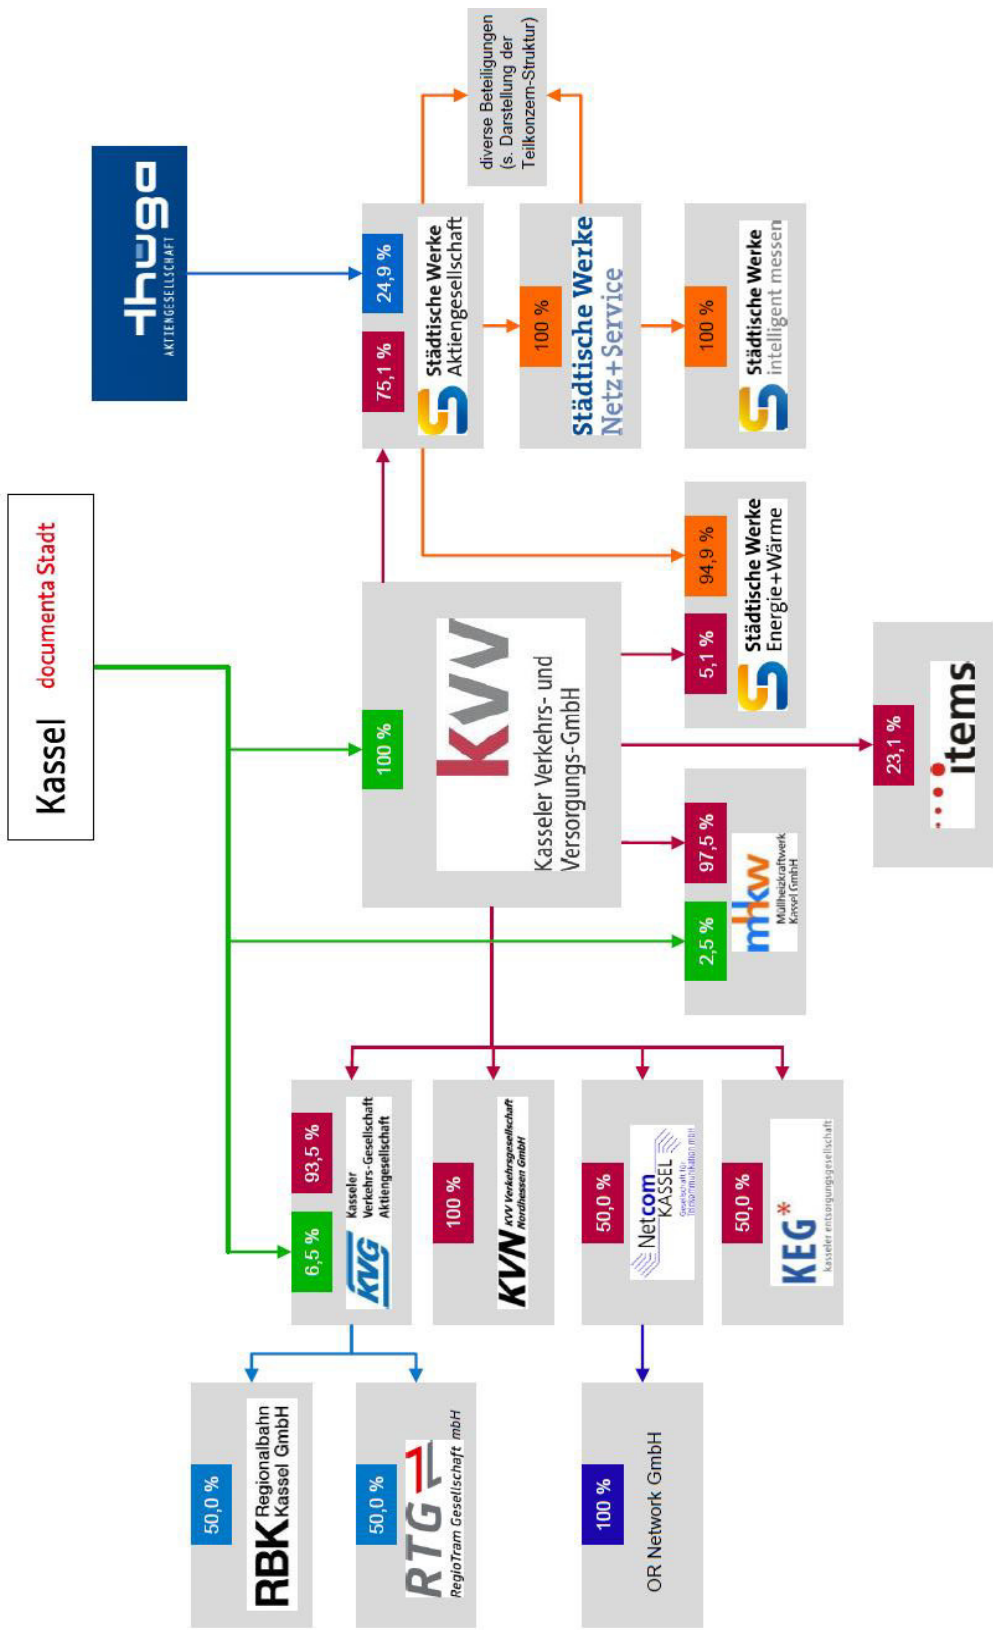 Kassel documenta Stadt
thüga
AKTIENGESELLSCHAFT
50,0 %
RBK Regionalbahn
Kassel GmbH
50,0 %
RTG
RegioTram Gesellschaft mbH
100 %
OR Network GmbH
6,5 %
93,5 %
KVG
Kasseler
Verkehrs-Gesellschaft
Aktiengesellschaft
100 %
KVN KVV Verkehrsgesellschaft
Nordhessen GmbH
50,0 %
Netcom
KASSEL
Gesellschaft für
Telekommunikation mbH
50,0 %
KEG*
kasseler entsorgungsgesellschaft
100 %
KVV
Kasseler Verkehrs- und
Versorgungs-GmbH
2,5 %
97,5 %
mhkw
Müllheizkraftwerk
Kassel GmbH
23,1 %
items
5,1 %
94,9 %
Städtische Werke
Energie+Wärme
75,1 %
24,9 %
Städtische Werke
Aktiengesellschaft
100 %
Städtische Werke
Netz+Service
100 %
Städtische Werke
intelligent messen
diverse Beteiligungen
(s. Darstellung der
Teilkonzern-Struktur)